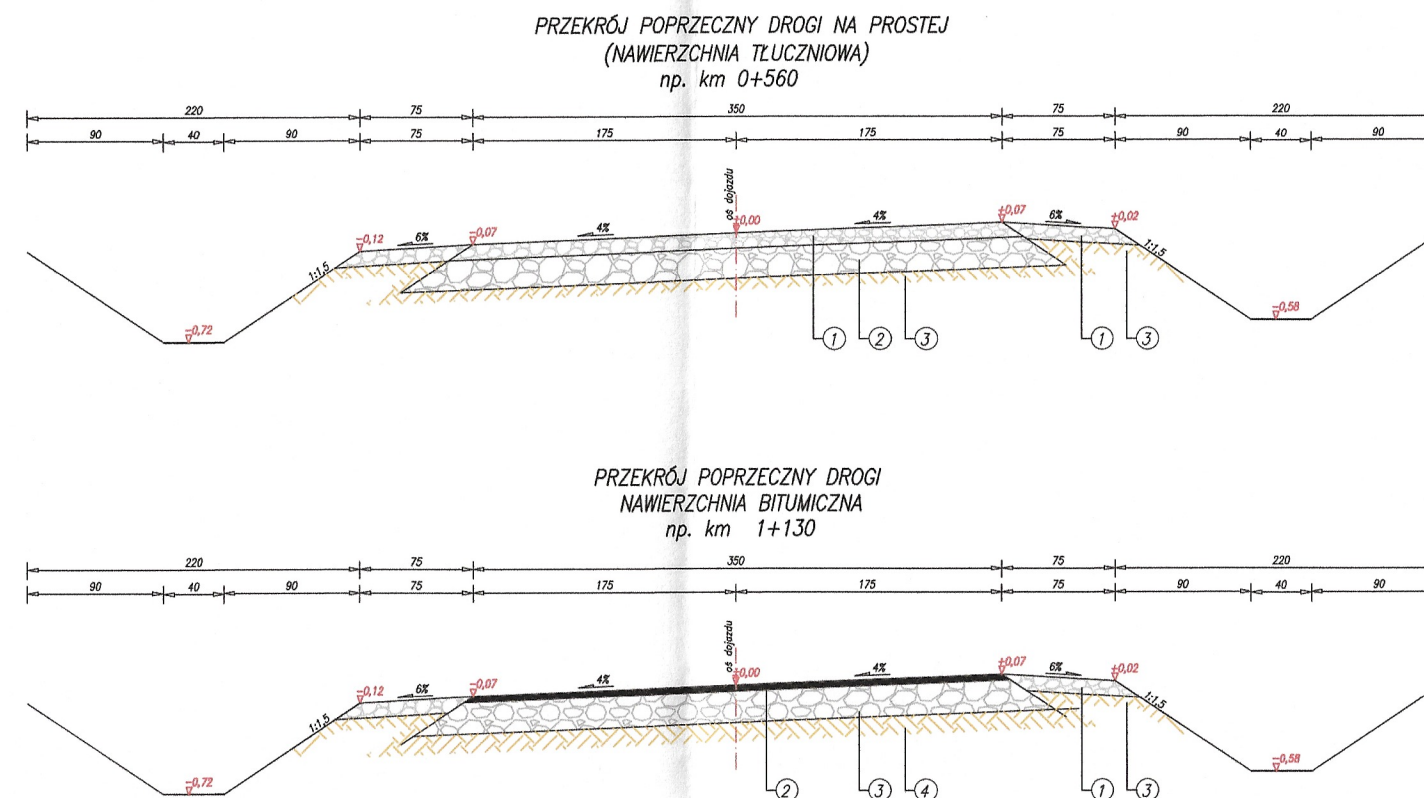 PRZEKRÓJ POPRZECZNY DROGI NA PROSTEJ
(NAWIERZCHNIA TŁUCZNIOWA)
np. km 0+560
220 75 350 75 220
90 40 90 75 175 175 75 90 40 90
oś dojazdu
-0,12 6% -0,07 4% ±0,00 4% +0,07 6% +0,02
1:1,5 1:1,5
-0,72 -0,58
1 2 3 1 3
PRZEKRÓJ POPRZECZNY DROGI
NAWIERZCHNIA BITUMICZNA
np. km 1+130
220 75 350 75 220
90 40 90 75 175 175 75 90 40 90
oś dojazdu
-0,12 6% -0,07 4% ±0,00 4% +0,07 6% +0,02
1:1,5 1:1,5
-0,72 -0,58
2 3 4 1 3